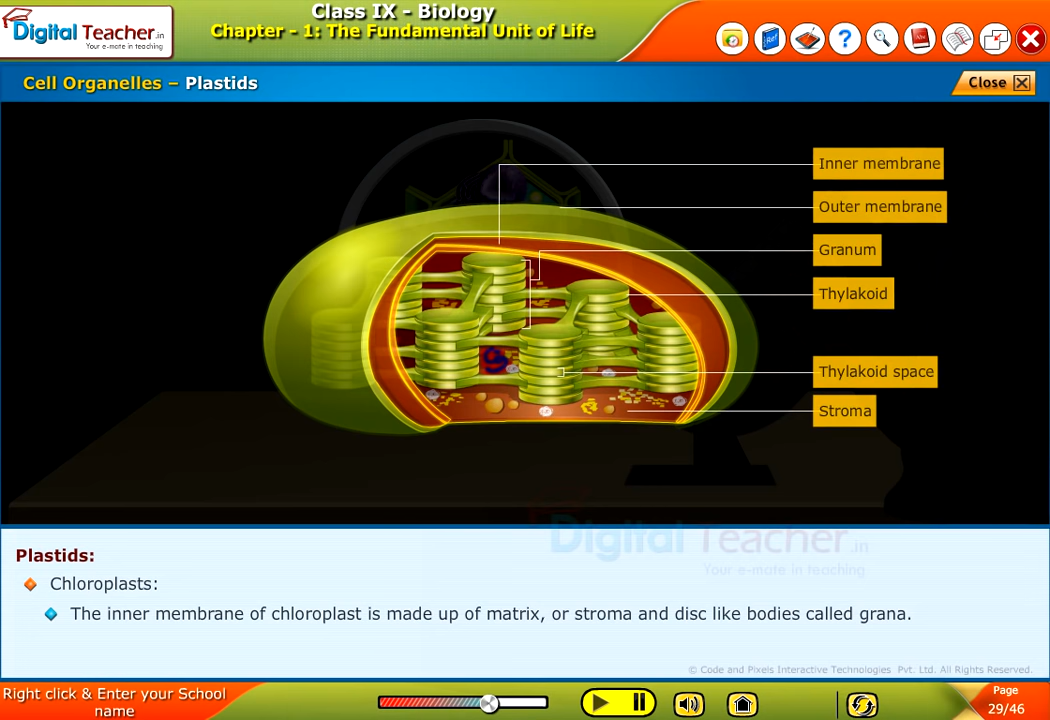 Class IX - Biology
Digital Teacher.in
Your e-mate in teaching
Chapter - 1: The Fundamental Unit of Life
Ref
?
Cell Organelles – Plastids
Close
Inner membrane
Outer membrane
Granum
Thylakoid
Thylakoid space
Stroma
Digital Teacher.in
Your e-mate in teaching
Plastids:
Chloroplasts:
The inner membrane of chloroplast is made up of matrix, or stroma and disc like bodies called grana.
© Code and Pixels Interactive Technologies Pvt. Ltd. All Rights Reserved.
Right click & Enter your School
name
Page
29/46